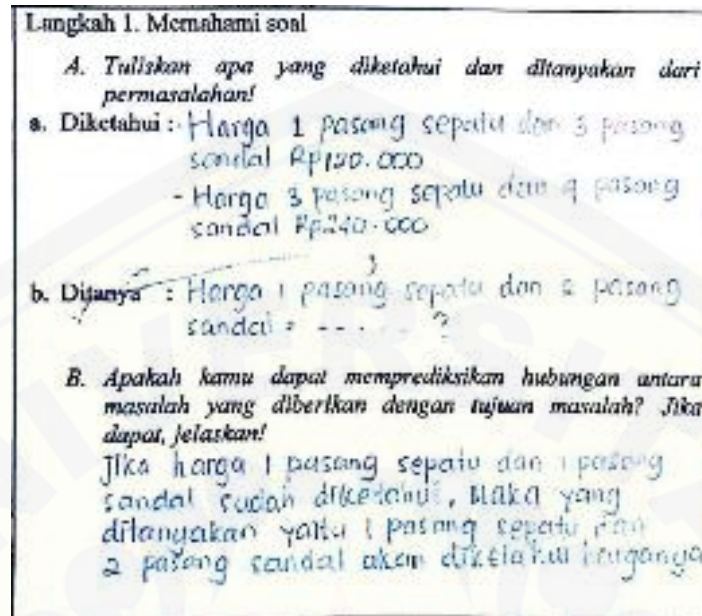 Langkah 1. Memahami soal
A. Tuliskan apa yang diketahui dan ditanyakan dari
permasalahan!
a. Diketahui : - Harga 1 pasang sepatu dan 3 pasang
sandal Rp120.000
- Harga 3 pasang sepatu dan 4 pasang
sandal Rp.240.000
b. Ditanya : Harga 1 pasang sepatu dan 2 pasang
sandal = - - - - - ?
B. Apakah kamu dapat memprediksikan hubungan antara
masalah yang diberikan dengan tujuan masalah? Jika
dapat, jelaskan!
Jika harga 1 pasang sepatu dan 1 pasang
sandal sudah diketahui, Maka yang
ditanyakan yaitu 1 pasang sepatu dan
2 pasang sandal akan diketahui harganya